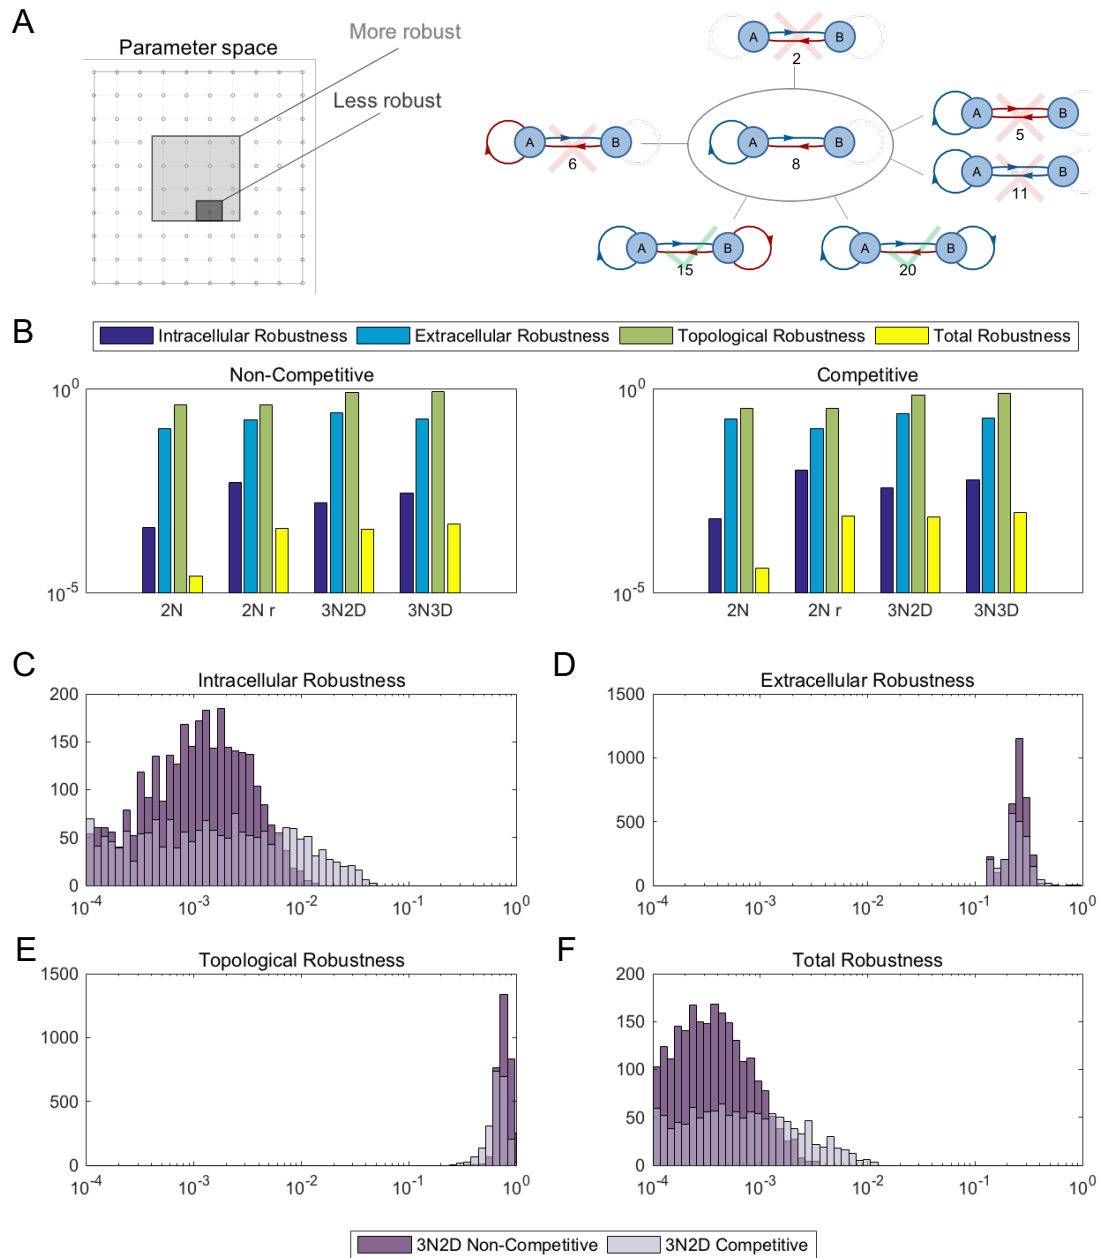 A
Parameter space
More robust
Less robust
A B
2
A B
6
A B
8
A B
5
A B
11
A B
15
A B
20
B
Intracellular Robustness Extracellular Robustness Topological Robustness Total Robustness
Non-Competitive
10^0
10^-5
2N 2N r 3N2D 3N3D
Competitive
10^0
10^-5
2N 2N r 3N2D 3N3D
C
Intracellular Robustness
200
150
100
50
0
10^-4 10^-3 10^-2 10^-1 10^0
D
Extracellular Robustness
1500
1000
500
0
10^-4 10^-3 10^-2 10^-1 10^0
E
Topological Robustness
1500
1000
500
0
10^-4 10^-3 10^-2 10^-1 10^0
F
Total Robustness
200
150
100
50
0
10^-4 10^-3 10^-2 10^-1 10^0
3N2D Non-Competitive 3N2D Competitive